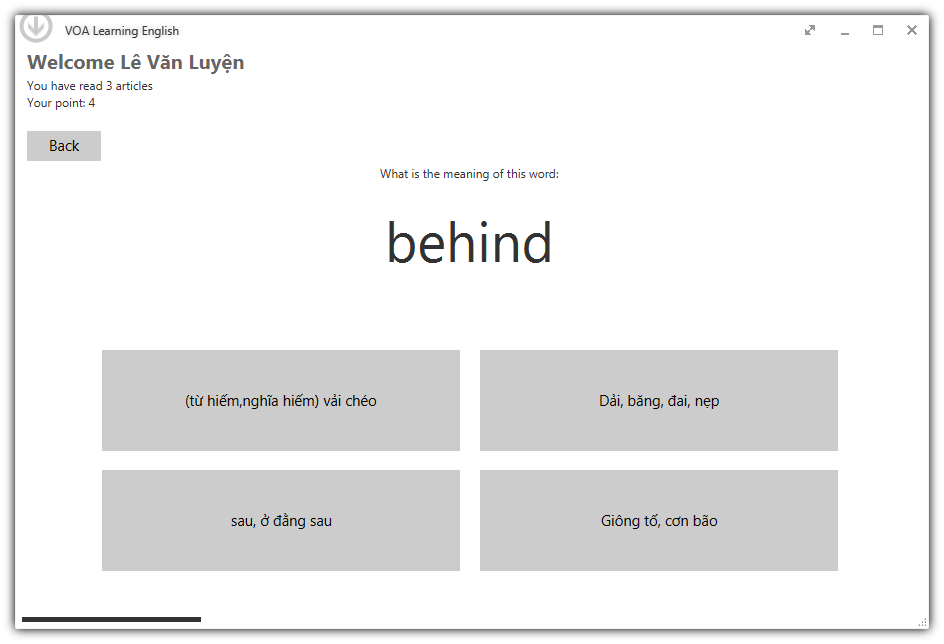 VOA Learning English
Welcome Lê Văn Luyện
You have read 3 articles
Your point: 4
Back
What is the meaning of this word:
behind
(từ hiếm,nghĩa hiếm) vải chéo
Dải, băng, đai, nẹp
sau, ở đằng sau
Giông tố, cơn bão